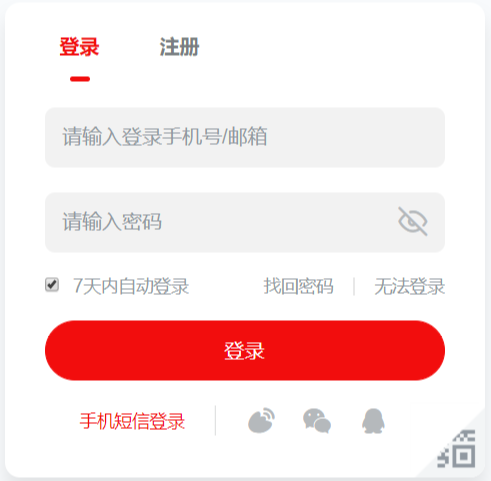 登录 注册
请输入登录手机号/邮箱
请输入密码
7天内自动登录 找回密码 无法登录
登录
手机短信登录